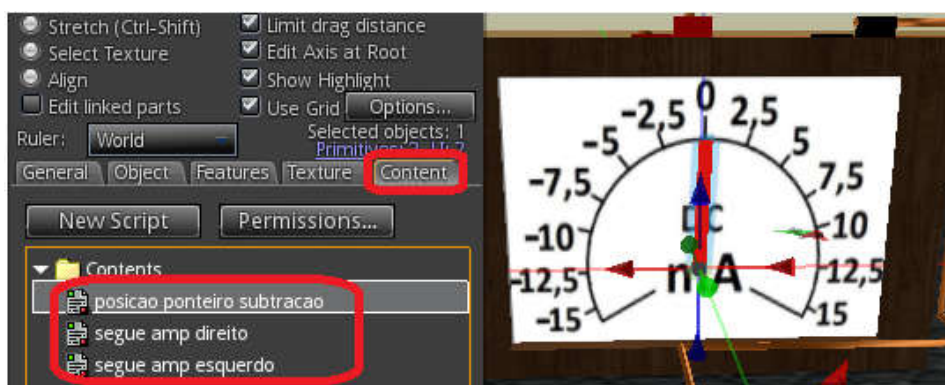 Stretch (Ctrl-Shift)
Select Texture
Align
Edit linked parts
Limit drag distance
Edit Axis at Root
Show Highlight
Use Grid Options...
Ruler: World
Selected objects: 1
General Object Features Texture Content
New Script Permissions...
Contents
posicao ponteiro subtracao
segue amp direito
segue amp esquerdo
-15
-12,5
-10
-7,5
-5
-2,5
0
2,5
5
7,5
10
12,5
15
DC
mA